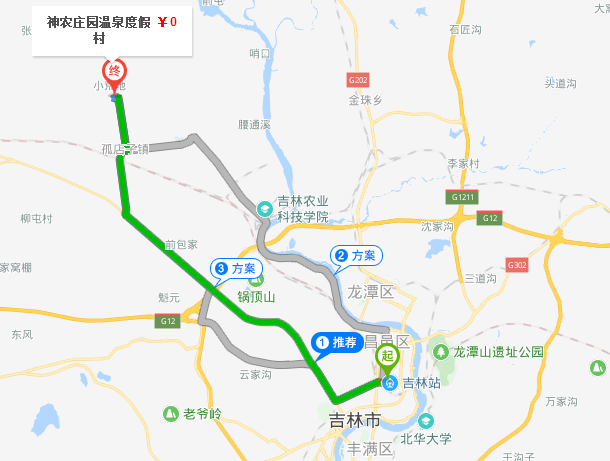 神农庄园温泉度假 ¥0
村
终
哨口
石匠沟
G202
金珠乡
头道沟
腰通溪
孤店子镇
李家村
吉林农业
科技学院
G1211
G12
沈家沟
柳屯村
前包家
2 方案
3 方案
G302
家窝棚
锅顶山
龙潭区
三道沟
魁元
G12
东风
1 推荐
昌邑区
龙潭山遗址公园
起
吉林站
云家沟
万家沟
老爷岭
吉林市
北华大学
丰满区
干沟子